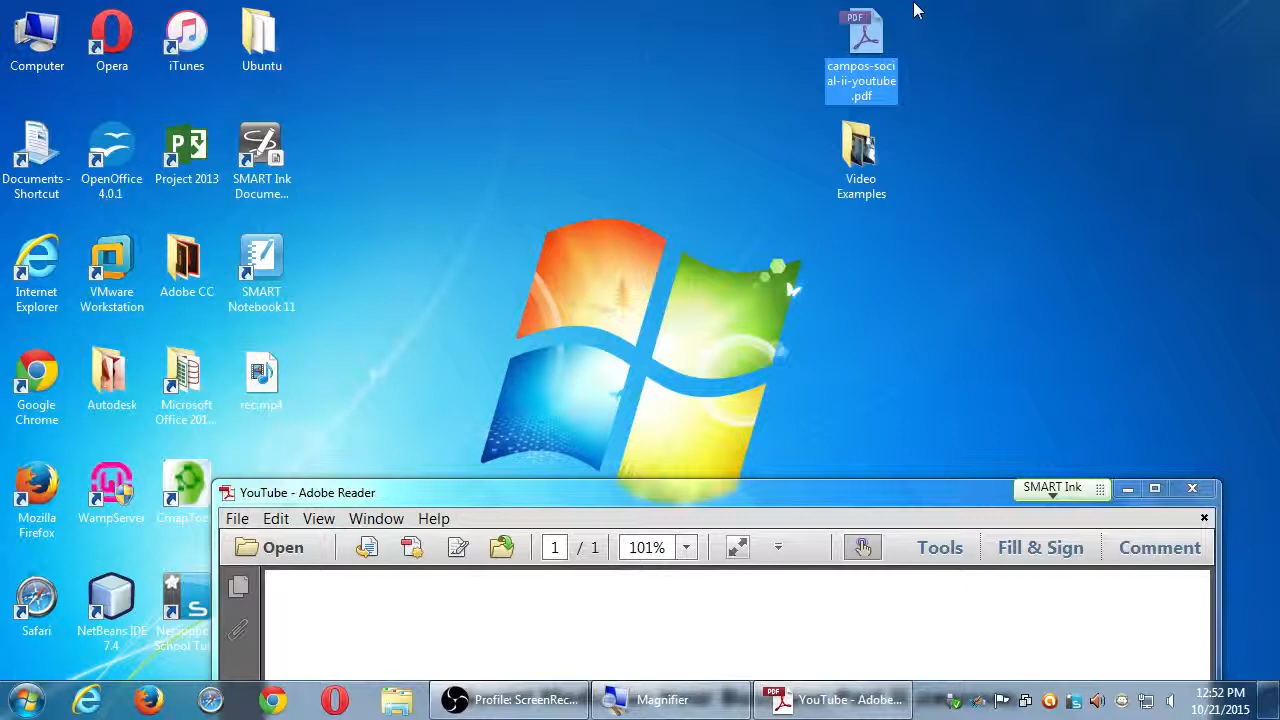 Computer
Opera
iTunes
Ubuntu
PDF
campos-soci
al-ii-youtube
.pdf
Documents -
Shortcut
OpenOffice
4.0.1
Project 2013
SMART Ink
Docume...
Video
Examples
Internet
Explorer
VMware
Workstation
Adobe CC
SMART
Notebook 11
Google
Chrome
Autodesk
Microsoft
Office 201...
rec.mp4
Mozilla
Firefox
WampServer
CmapToo
Safari
NetBeans IDE
7.4
School Tu
YouTube - Adobe Reader
SMART Ink
File Edit View Window Help
Open
1 / 1
101%
Tools
Fill & Sign
Comment
Profile: ScreenRec...
Magnifier
PDF
YouTube - Adobe...
12:52 PM
10/21/2015